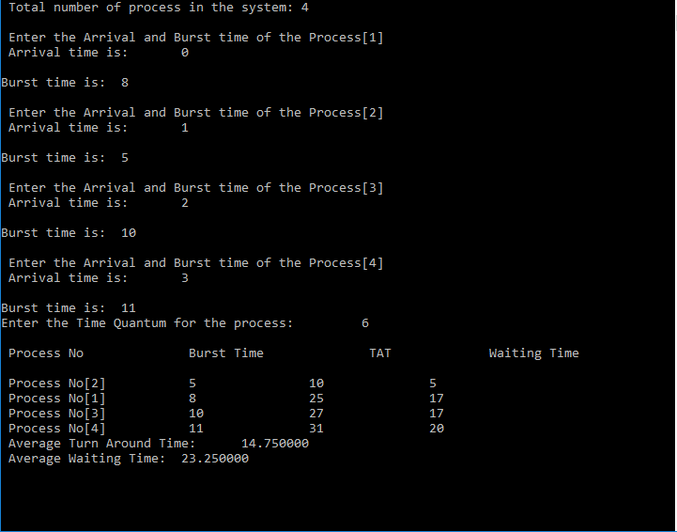 Total number of process in the system: 4
Enter the Arrival and Burst time of the Process[1]
Arrival time is: 0
Burst time is: 8
Enter the Arrival and Burst time of the Process[2]
Arrival time is: 1
Burst time is: 5
Enter the Arrival and Burst time of the Process[3]
Arrival time is: 2
Burst time is: 10
Enter the Arrival and Burst time of the Process[4]
Arrival time is: 3
Burst time is: 11
Enter the Time Quantum for the process: 6
Process No Burst Time TAT Waiting Time
Process No[2] 5 10 5
Process No[1] 8 25 17
Process No[3] 10 27 17
Process No[4] 11 31 20
Average Turn Around Time: 14.750000
Average Waiting Time: 23.250000